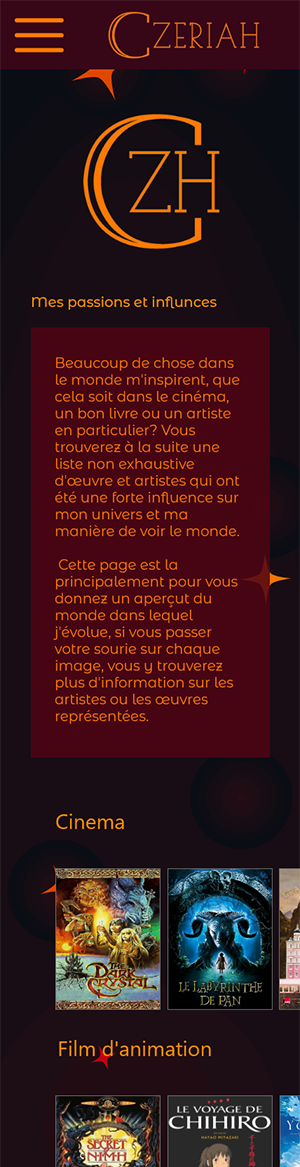 CZERIAH
CZH
Mes passions et influnces
Beaucoup de chose dans
le monde m'inspirent, que
cela soit dans le cinéma,
un bon livre ou un artiste
en particulier? Vous
trouverez à la suite une
liste non exhaustive
d'œuvre et artistes qui ont
été une forte influence sur
mon univers et ma
manière de voir le monde.
Cette page est la
principalement pour vous
donnez un aperçut du
monde dans lequel
j'évolue, si vous passer
votre sourie sur chaque
image, vous y trouverez
plus d'information sur les
artistes ou les œuvres
représentées.
Cinema
THE
DARK
CRYSTAL
LE LABYRINTHE
DE PAN
Film d'animation
THE
SECRET
OF
NIMH
LE VOYAGE DE
CHIHIRO
HAYAO MIYAZAKI